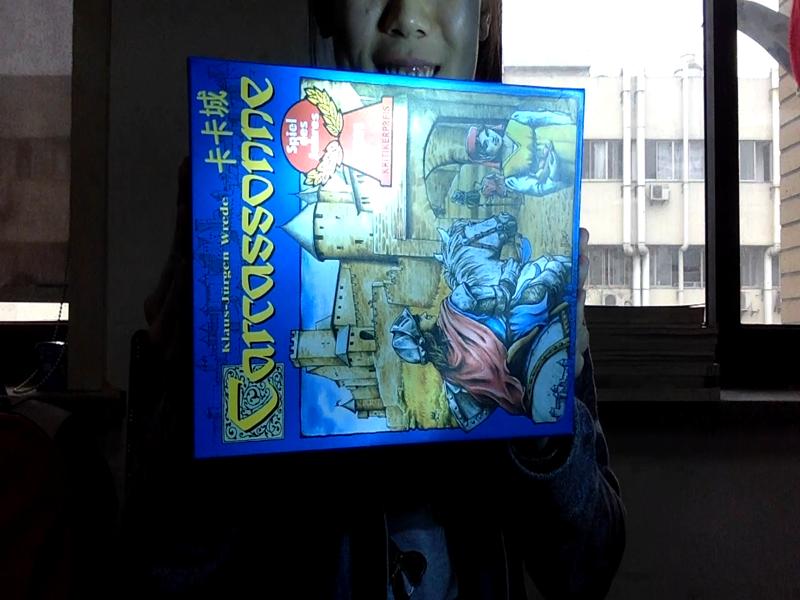 卡卡城
Klaus-Jürgen Wrede
Carcassonne
Spiel
des
Jahres
KRITIKERPREIS